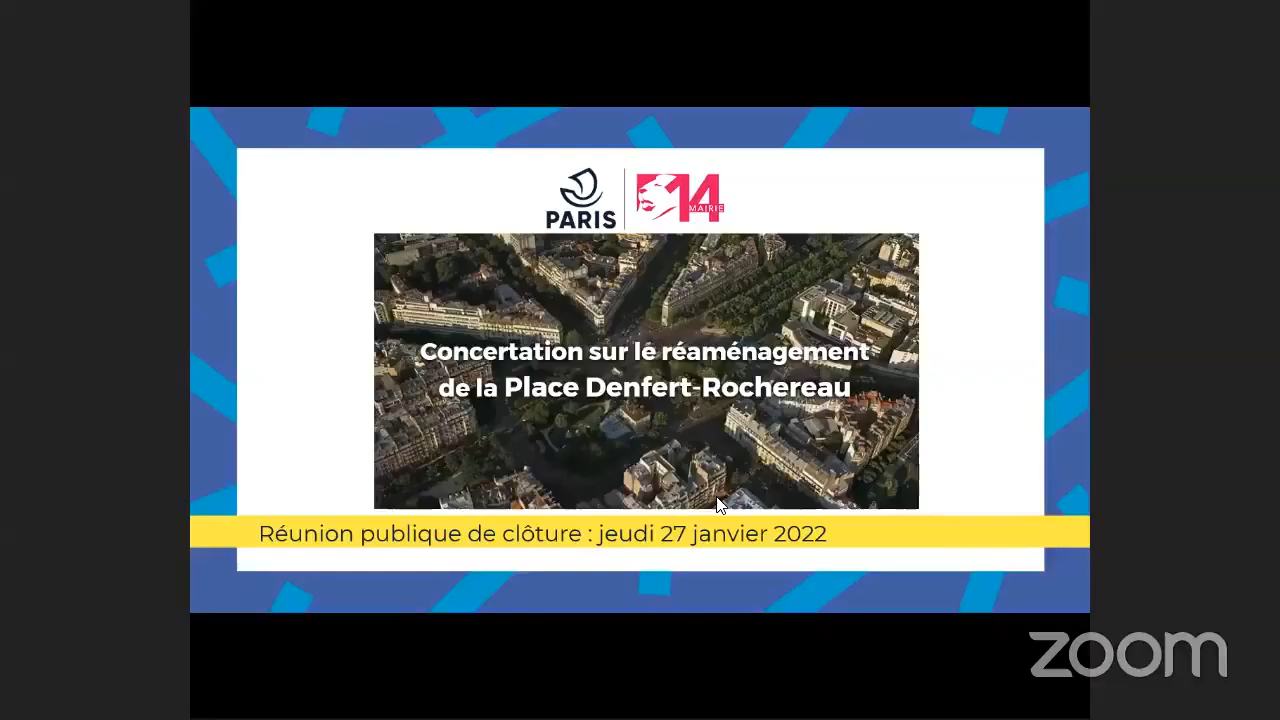 PARIS
14
MAIRIE
Concertation sur le réaménagement
de la Place Denfert-Rochereau
Réunion publique de clôture : jeudi 27 janvier 2022
zoom